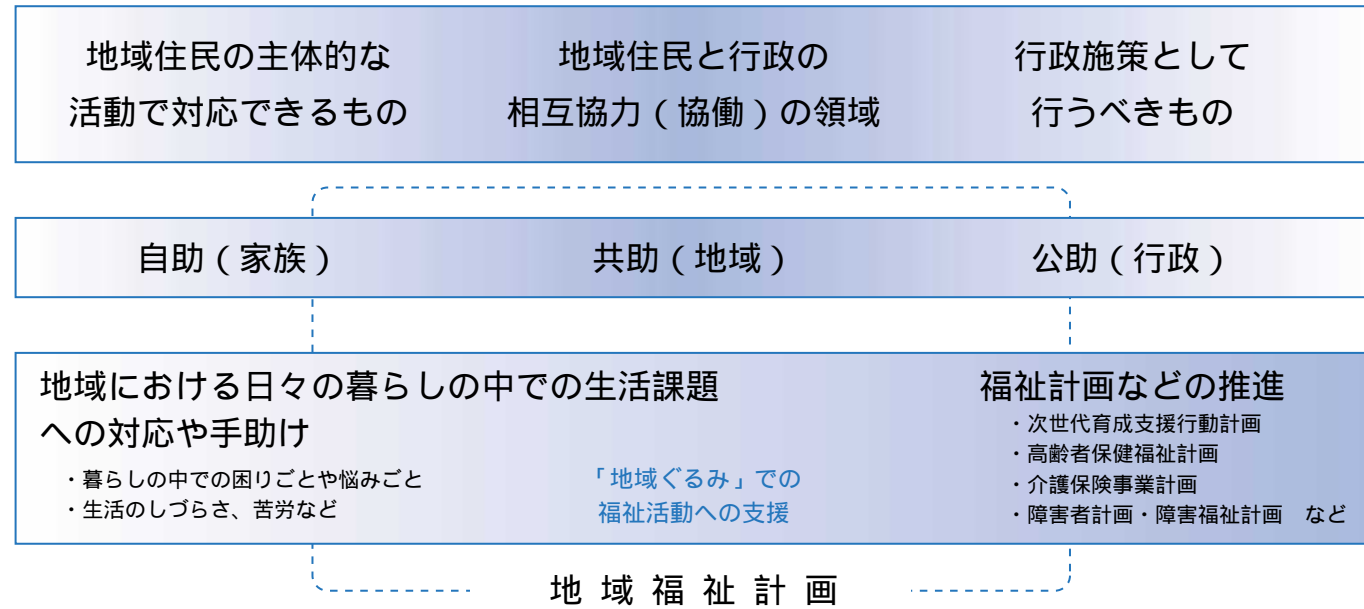 地域住民の主体的な
活動で対応できるもの
地域住民と行政の
相互協力(協働)の領域
行政施策として
行うべきもの
自助(家族)
共助(地域)
公助(行政)
地域における日々の暮らしの中での生活課題
への対応や手助け
・暮らしの中での困りごとや悩みごと
・生活のしづらさ、苦労など
「地域ぐるみ」での
福祉活動への支援
福祉計画などの推進
・次世代育成支援行動計画
・高齢者保健福祉計画
・介護保険事業計画
・障害者計画・障害福祉計画 など
地域福祉計画